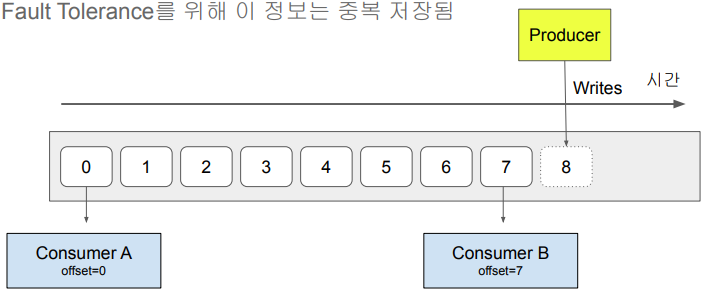 Fault Tolerance를 위해 이 정보는 중복 저장됨
Producer
Writes
시간
0 1 2 3 4 5 6 7 8
Consumer A
offset=0
Consumer B
offset=7